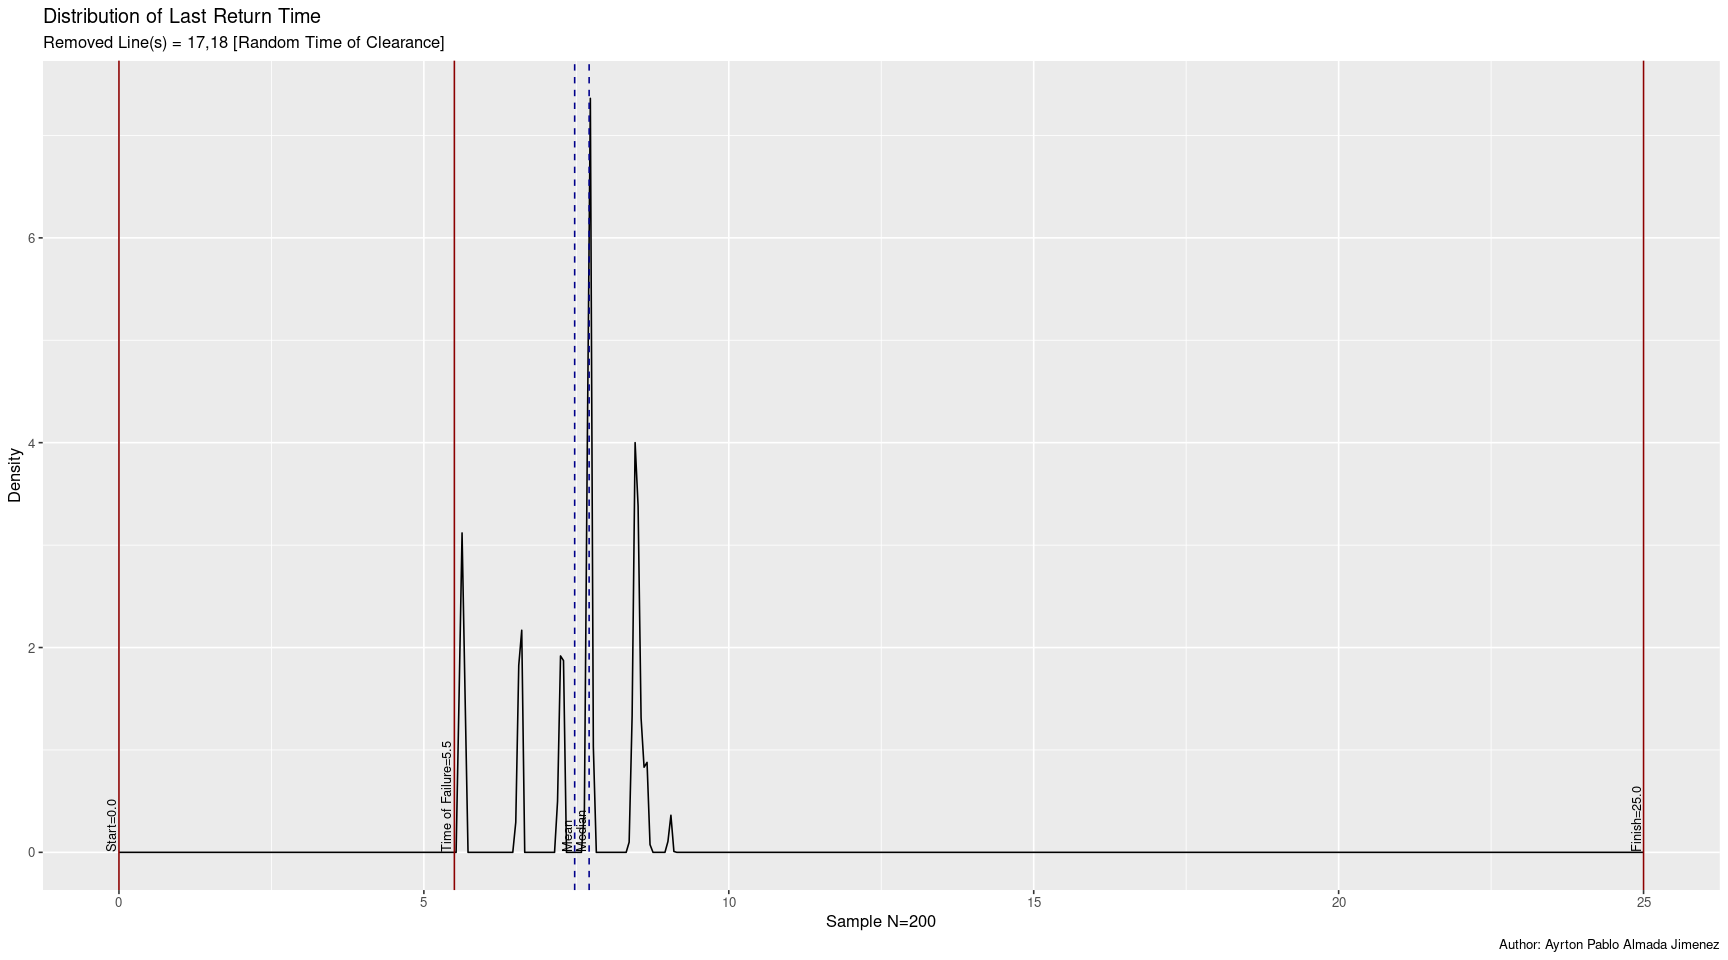 Distribution of Last Return Time
Removed Line(s) = 17,18 [Random Time of Clearance]
Density
6
4
2
0
Start=0.0
Time of Failure=5.5
Mean
Median
Finish=25.0
0
5
10
15
20
25
Sample N=200
Author: Ayrton Pablo Almada Jimenez